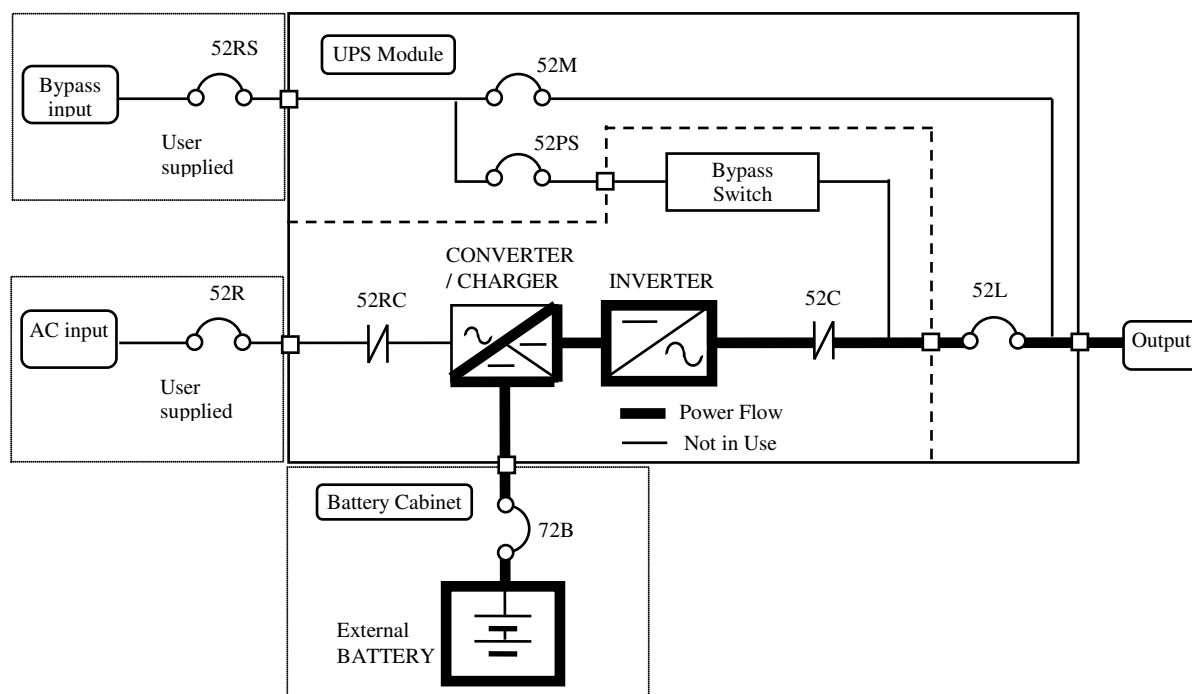 52RS
UPS Module
Bypass
input
52M
User
supplied
52PS
Bypass
Switch
CONVERTER
/ CHARGER
INVERTER
52R
52RC
52C
52L
AC input
Output
User
supplied
Power Flow
Not in Use
Battery Cabinet
72B
External
BATTERY